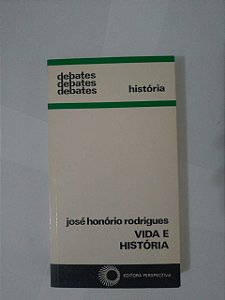 debates
debates
debates
história
josé honório rodrigues
VIDA E
HISTÓRIA
EDITORA PERSPECTIVA